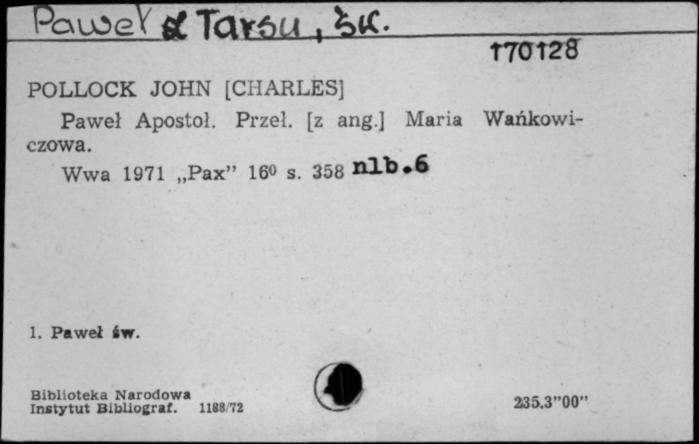 Paweł z Tarsu, św.
170128
POLLOCK JOHN [CHARLES]
Paweł Apostoł. Przeł. [z ang.] Maria Wańkowi-
czowa.
Wwa 1971 „Pax” 16⁰ s. 358 nlb.6
1. Paweł św.
Biblioteka Narodowa
Instytut Bibliograf. 1188/72
235.3”00”